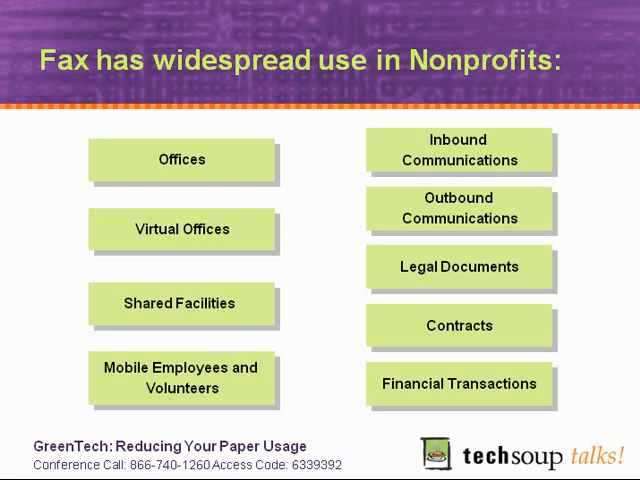 Fax has widespread use in Nonprofits:
Offices
Virtual Offices
Shared Facilities
Mobile Employees and
Volunteers
Inbound
Communications
Outbound
Communications
Legal Documents
Contracts
Financial Transactions
GreenTech: Reducing Your Paper Usage
Conference Call: 866-740-1260 Access Code: 6339392
techsoup talks!